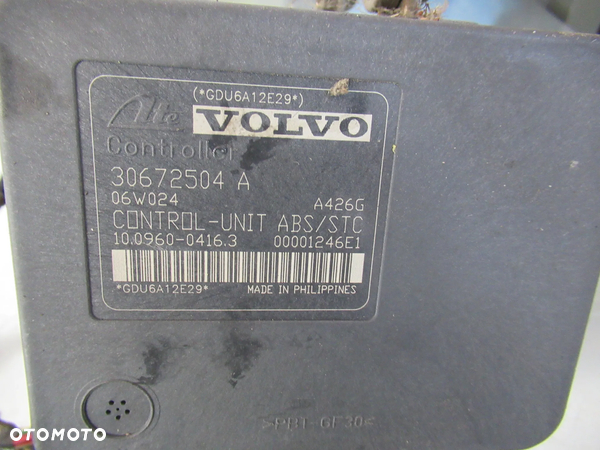 (*GDU6A12E29*)
Ate VOLVO
Controller
30672504 A
06W024 A426G
CONTROL-UNIT ABS/STC
10.0960-0416.3 00001246E1
*GDU6A12E29* MADE IN PHILIPPINES
>PBT-GF30<
OTOMOTO OTOMOTO